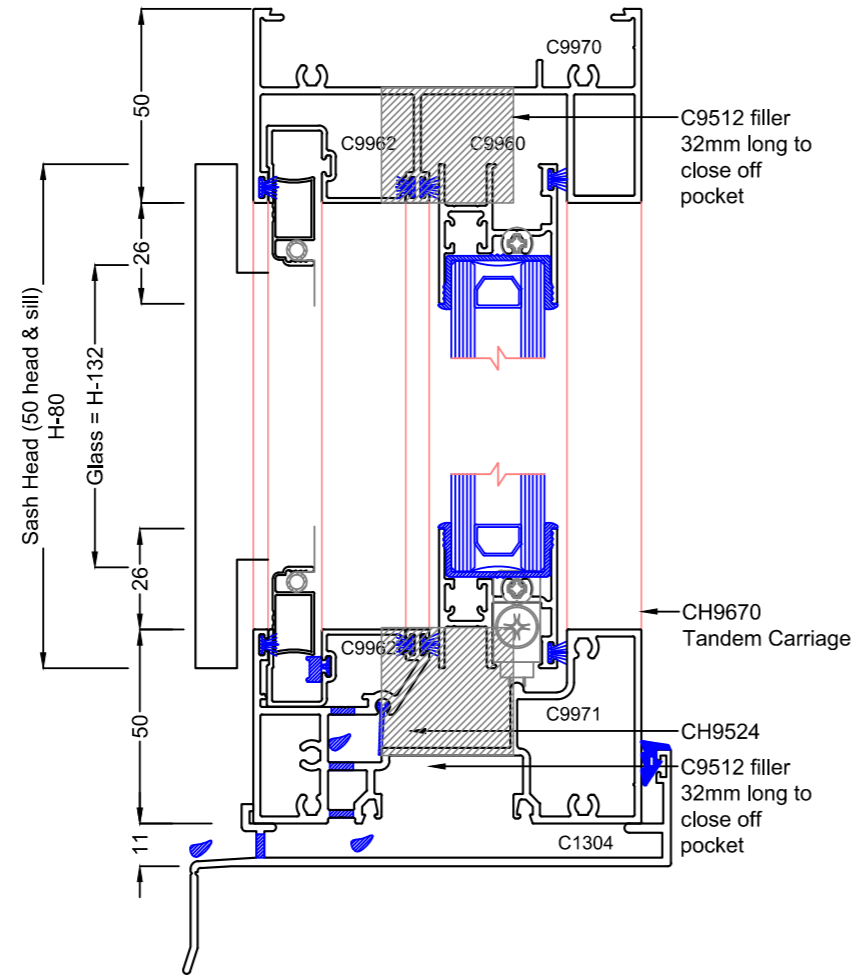 C9970
50
C9512 filler
32mm long to
close off
pocket
C9962
C9960
26
Sash Head (50 head & sill)
H-80
Glass = H-132
26
CH9670
Tandem Carriage
C9962
50
C9971
CH9524
C9512 filler
32mm long to
close off
pocket
11
C1304